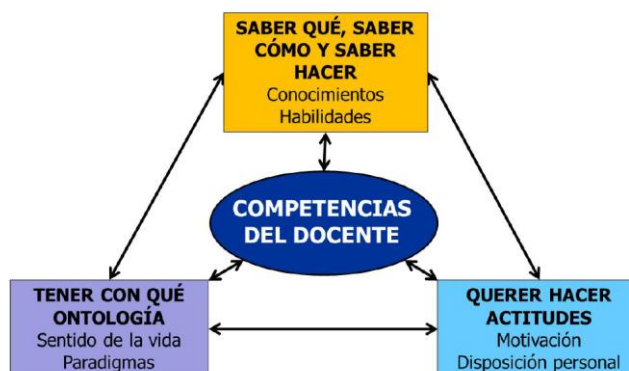 SABER QUÉ, SABER
CÓMO Y SABER
HACER
Conocimientos
Habilidades
COMPETENCIAS
DEL DOCENTE
TENER CON QUÉ
ONTOLOGÍA
Sentido de la vida
Paradigmas
QUERER HACER
ACTITUDES
Motivación
Disposición personal